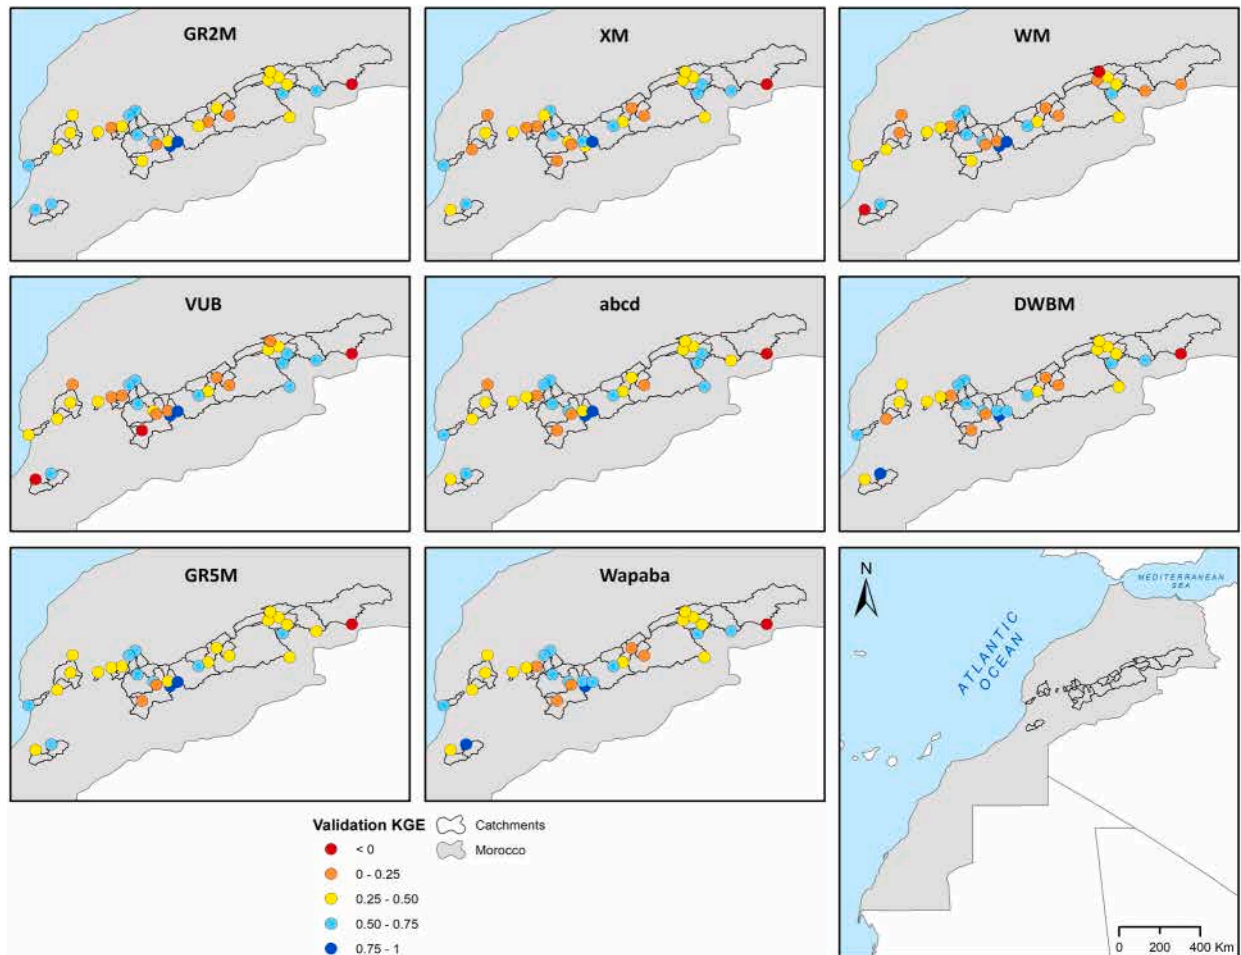 GR2M
XM
WM
VUB
abcd
DWBM
GR5M
Wapaba
N
MEDITERRANEAN
SEA
ATLANTIC
OCEAN
Validation KGE
< 0
0 - 0.25
0.25 - 0.50
0.50 - 0.75
0.75 - 1
Catchments
Morocco
0 200 400 Km